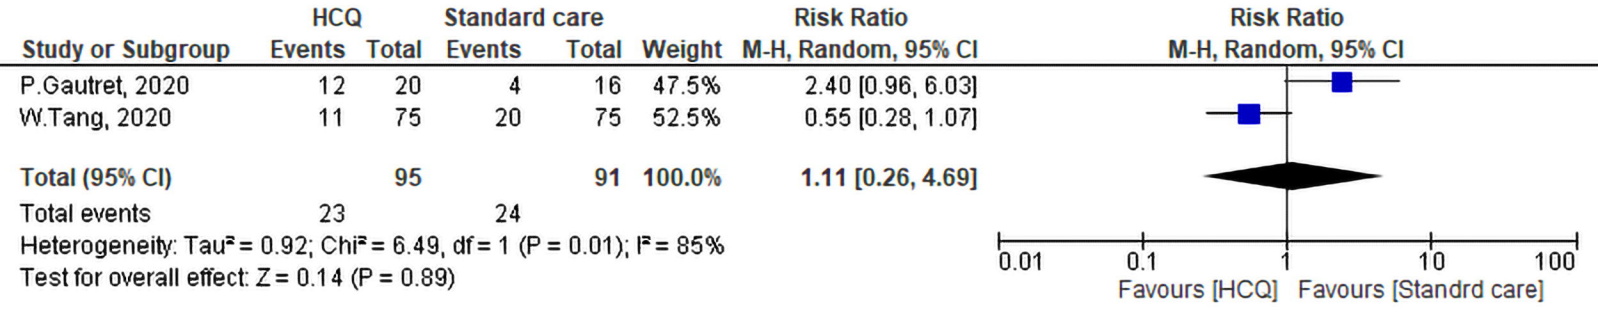 HCQ Standard care Risk Ratio Risk Ratio
Study or Subgroup Events Total Events Total Weight M-H, Random, 95% CI M-H, Random, 95% CI
P.Gautret, 2020 12 20 4 16 47.5% 2.40 [0.96, 6.03]
W.Tang, 2020 11 75 20 75 52.5% 0.55 [0.28, 1.07]
Total (95% CI) 95 91 100.0% 1.11 [0.26, 4.69]
Total events 23 24
Heterogeneity: Tau² = 0.92; Chi² = 6.49, df = 1 (P = 0.01); I² = 85%
Test for overall effect: Z = 0.14 (P = 0.89)
0.01 0.1 1 10 100
Favours [HCQ] Favours [Standrd care]